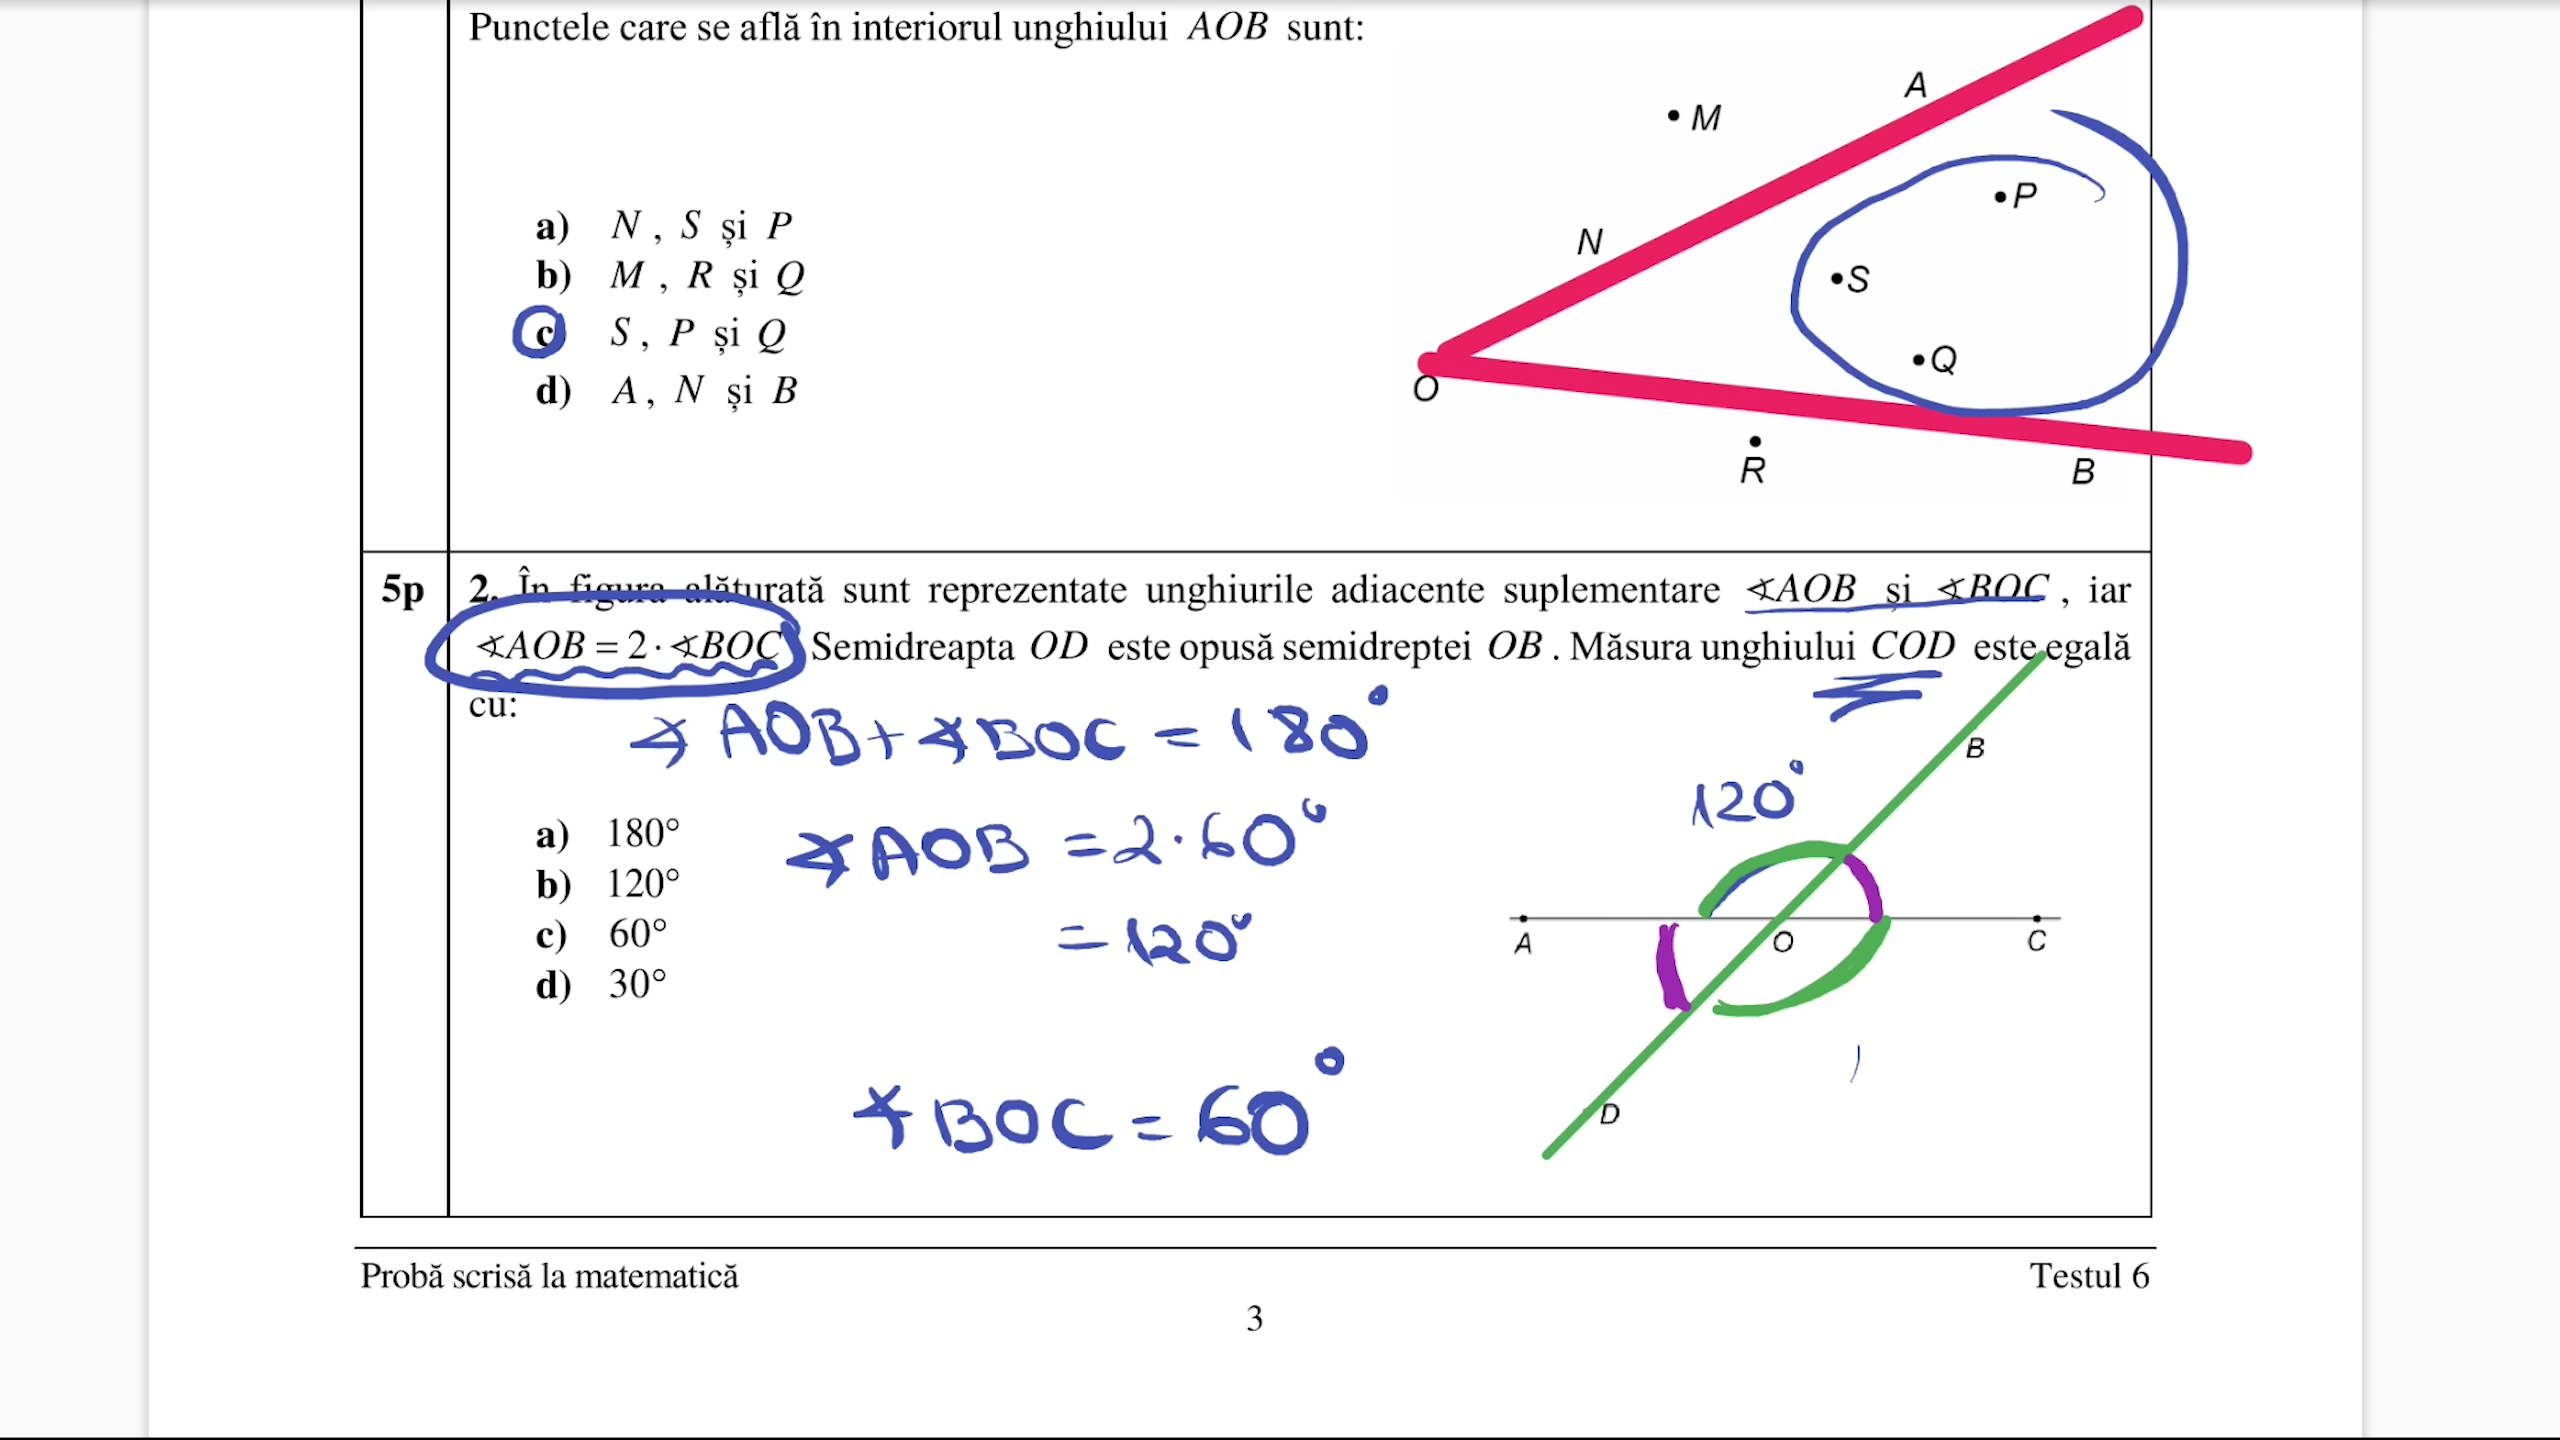 Punctele care se află în interiorul unghiului AOB sunt:
A
M
P
N
S
Q
O
R
B
a) N , S și P
b) M , R și Q
c S , P și Q
d) A , N și B
5p 2. În figura alăturată sunt reprezentate unghiurile adiacente suplementare ∢AOB și ∢BOC , iar
∢AOB = 2 · ∢BOC Semidreapta OD este opusă semidreptei OB . Măsura unghiului COD este egală
cu:
∢ AOB + ∢ BOC = 180°
B
120°
a) 180°
∢ AOB = 2 · 60°
b) 120°
c) 60°
= 120°
A
O
C
d) 30°
∢ BOC = 60°
D
Probă scrisă la matematică Testul 6
3